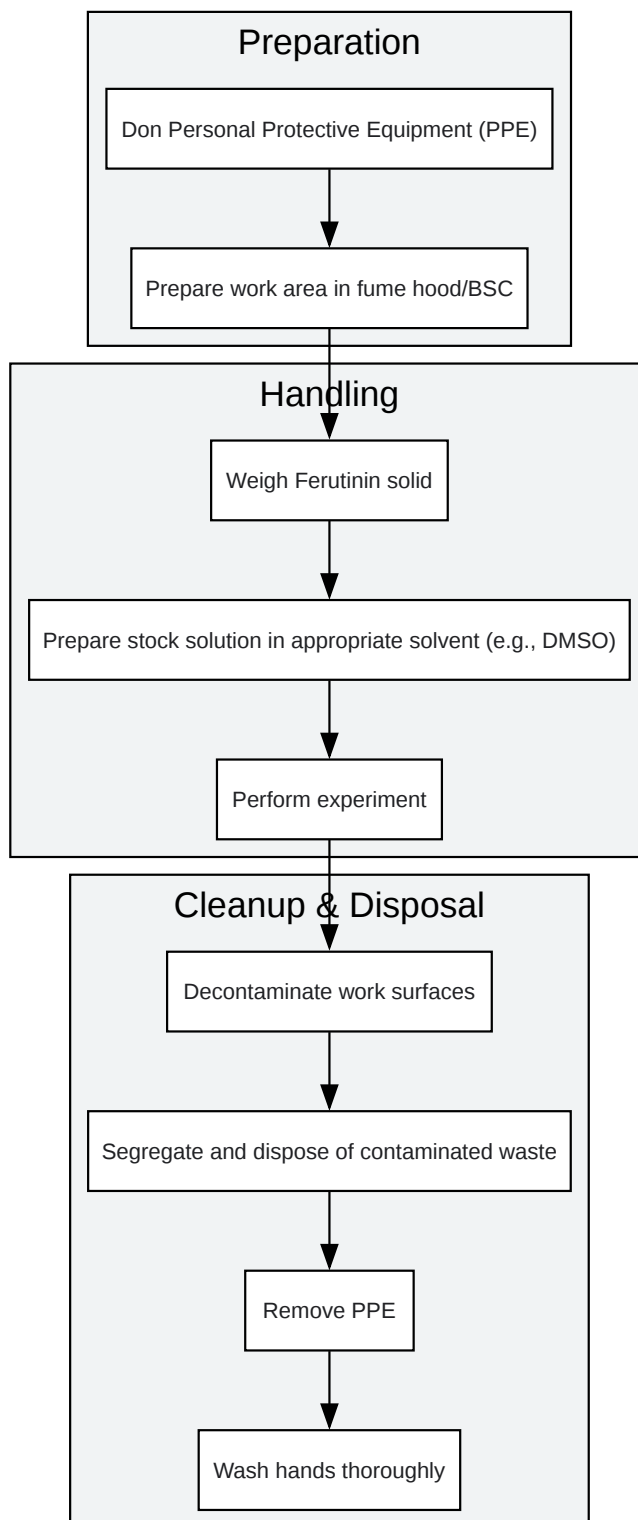 Preparation
Don Personal Protective Equipment (PPE)
Prepare work area in fume hood/BSC
Handling
Weigh Ferutinin solid
Prepare stock solution in appropriate solvent (e.g., DMSO)
Perform experiment
Cleanup & Disposal
Decontaminate work surfaces
Segregate and dispose of contaminated waste
Remove PPE
Wash hands thoroughly